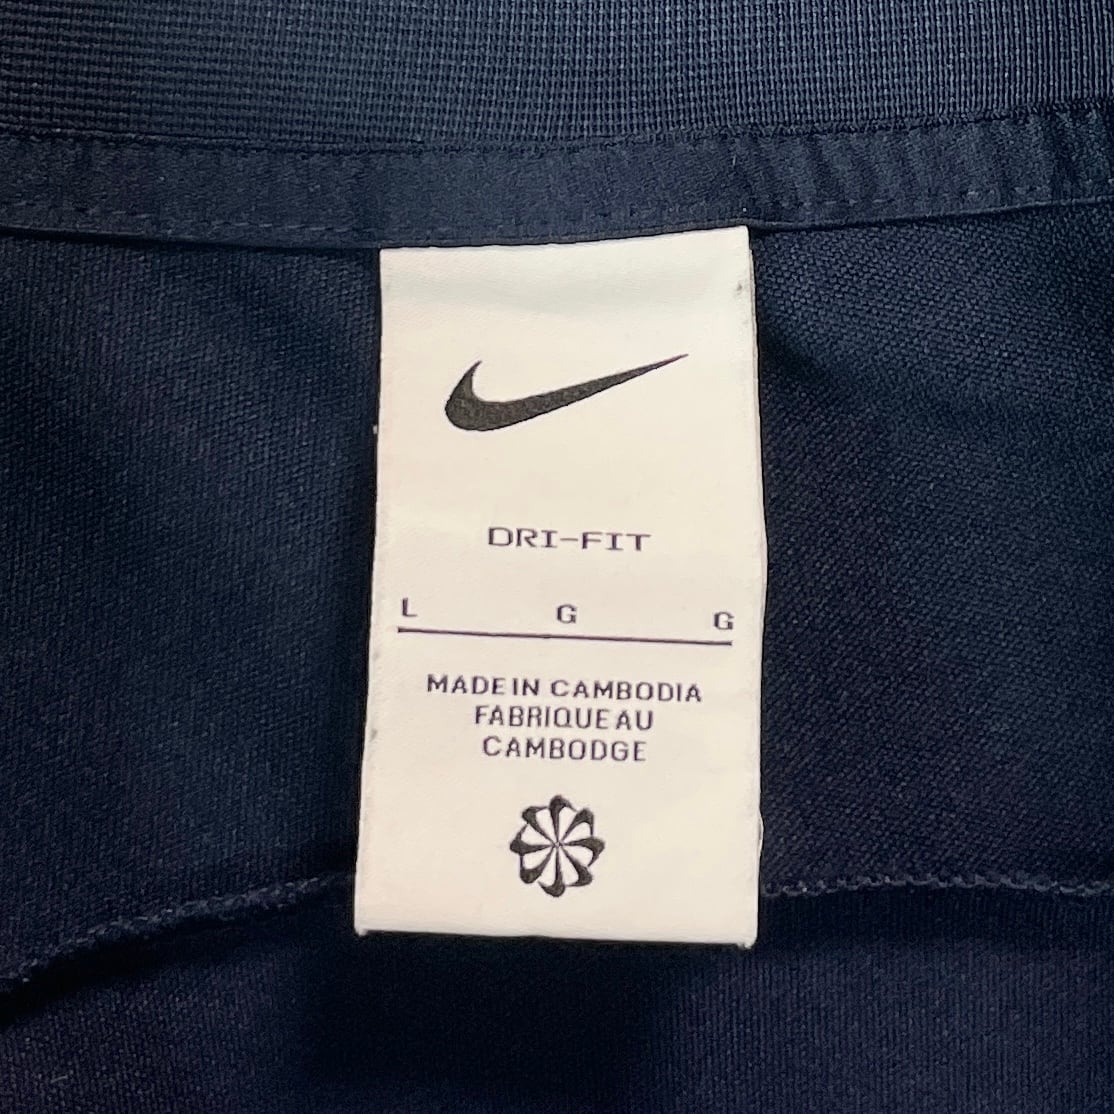 DRI-FIT
L G G
MADE IN CAMBODIA
FABRIQUE AU
CAMBODGE